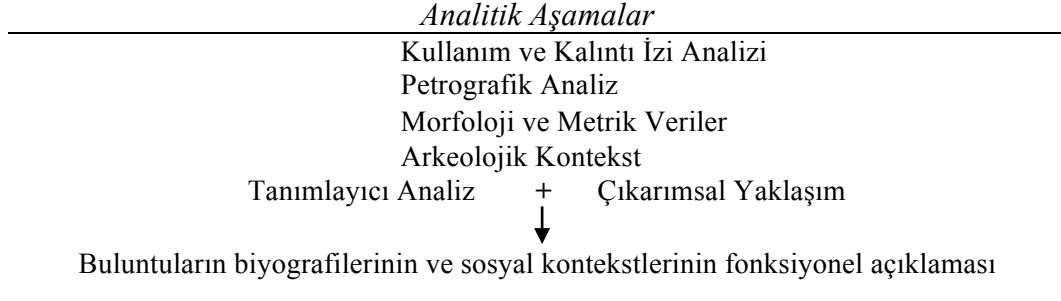 Analitik Aşamalar
Kullanım ve Kalıntı İzi Analizi
Petrografik Analiz
Morfoloji ve Metrik Veriler
Arkeolojik Kontekst
Tanımlayıcı Analiz + Çıkarımsal Yaklaşım
Buluntuların biyografilerinin ve sosyal kontekstlerinin fonksiyonel açıklaması